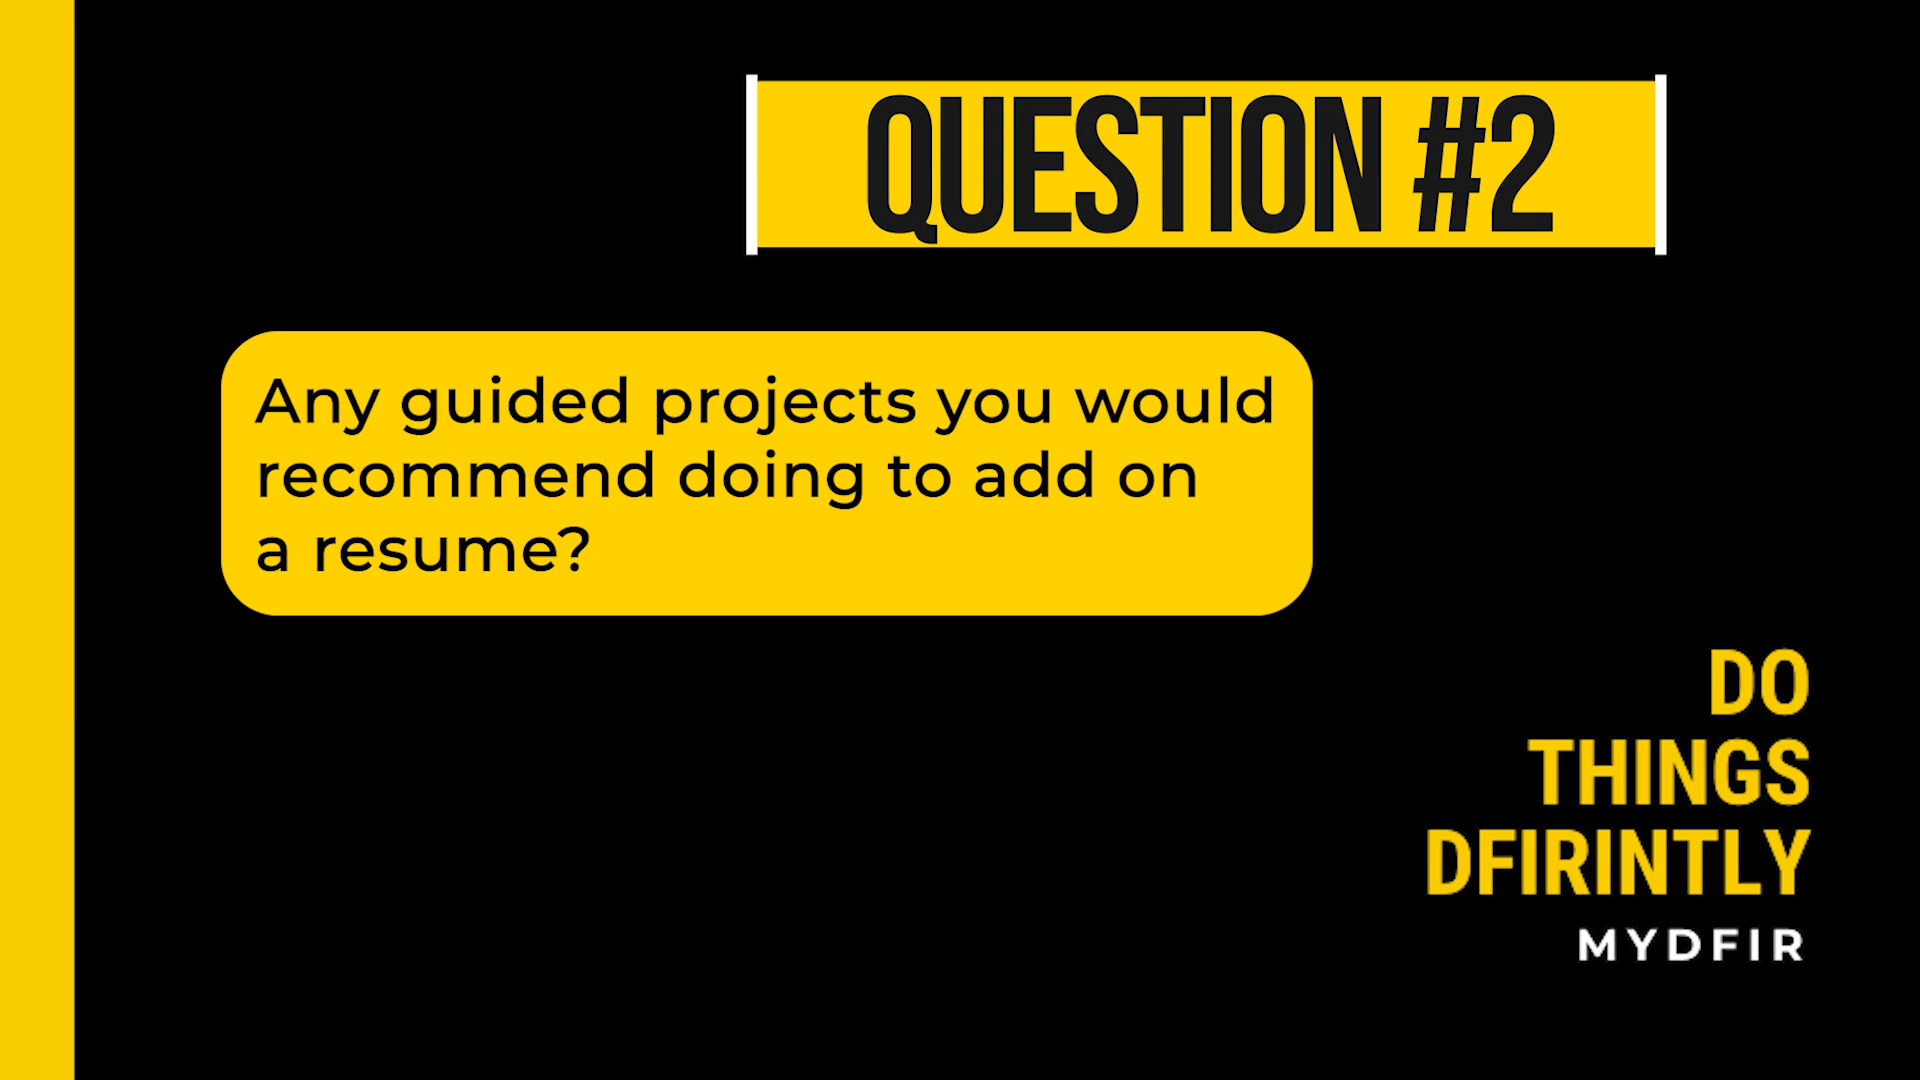 QUESTION #2
Any guided projects you would
recommend doing to add on
a resume?
DO
THINGS
DFIRINTLY
MYDFIR